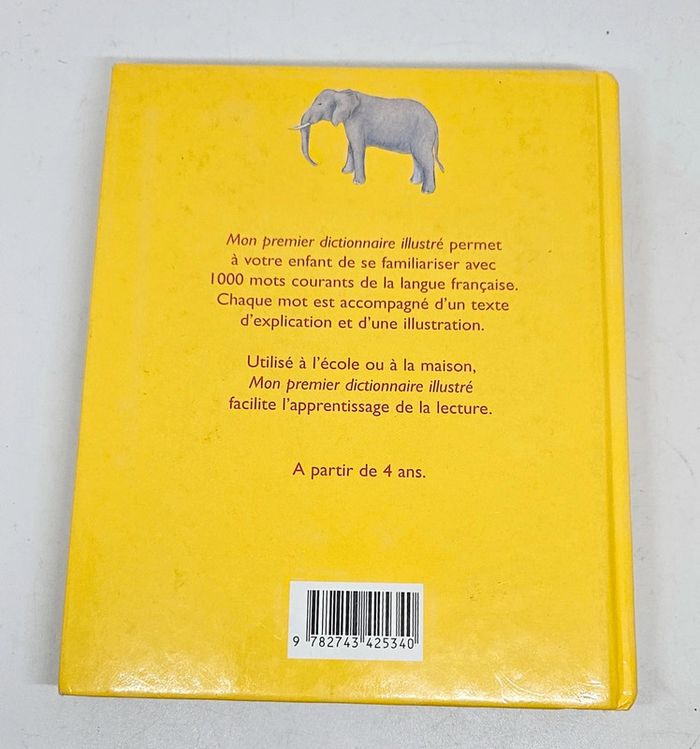 Mon premier dictionnaire illustré permet
à votre enfant de se familiariser avec
1000 mots courants de la langue française.
Chaque mot est accompagné d'un texte
d'explication et d'une illustration.
Utilisé à l'école ou à la maison,
Mon premier dictionnaire illustré
facilite l'apprentissage de la lecture.
A partir de 4 ans.
9 782743 425340